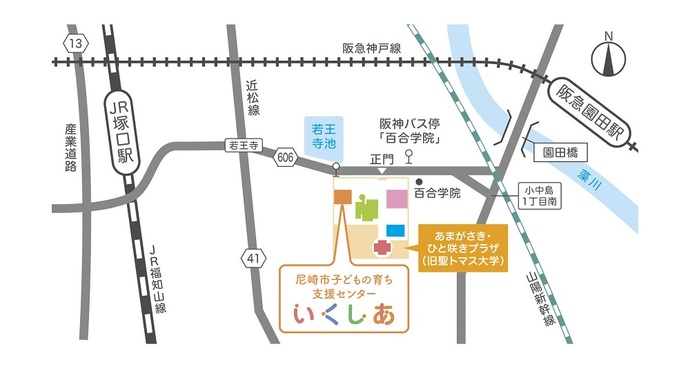 13
阪急神戸線
N
JR
塚口駅
近松線
阪急園田駅
産業道路
若王寺
606
若王
寺池
阪神バス停
「百合学院」
正門
園田橋
藻川
百合学院
小中島
1丁目南
あまがさき・
ひと咲きプラザ
(旧聖トマス大学)
41
JR福知山線
尼崎市子どもの育ち
支援センター
いくしあ
山陽新幹線